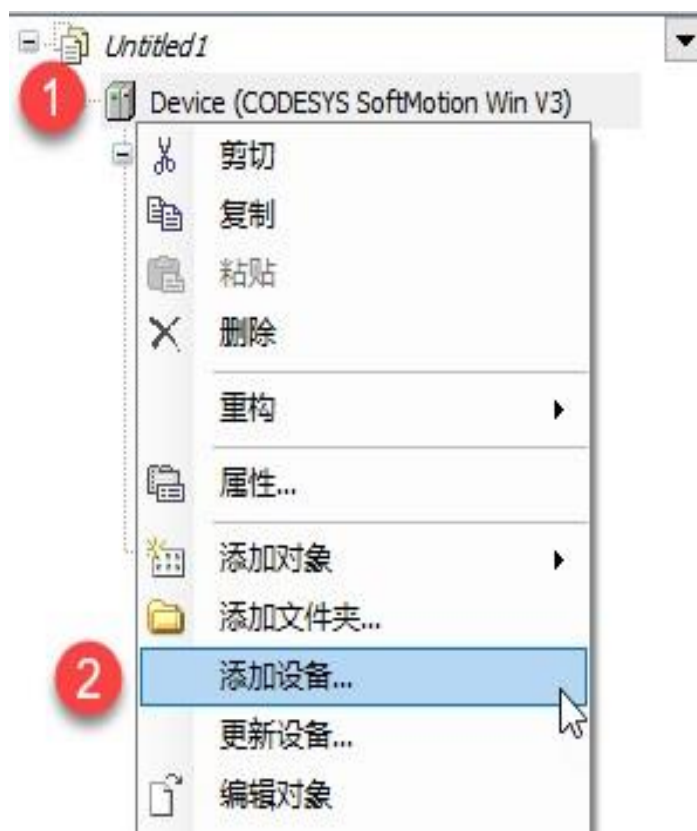 Untitled1
1
Device (CODESYS SoftMotion Win V3)
剪切
复制
粘贴
删除
重构
属性...
添加对象
添加文件夹...
2
添加设备...
更新设备...
编辑对象